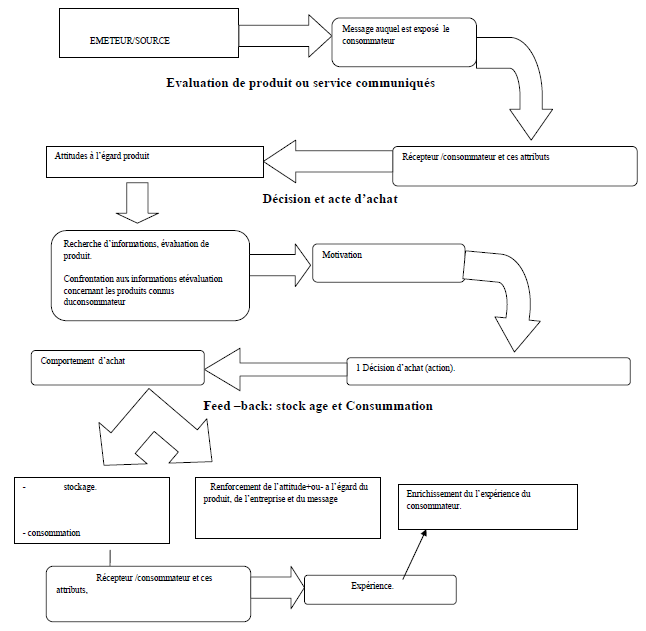 EMETEUR/SOURCE
Message auquel est exposé le
consommateur
Evaluation de produit ou service communiqués
Attitudes à l'égard produit
Récepteur /consommateur et ces attributs
Décision et acte d'achat
Recherche d'informations, évaluation de
produit.
Confrontation aux informations etévaluation
concernant les produits connus
duconsommateur
Motivation
Comportement d'achat
1 Décision d'achat (action).
Feed –back: stock age et Consummation
- stockage.
- consommation
Renforcement de l'attitude+ou- a l'égard du
produit, de l'entreprise et du message
Enrichissement du l'expérience du
consommateur.
Récepteur /consommateur et ces
attributs,
Expérience.